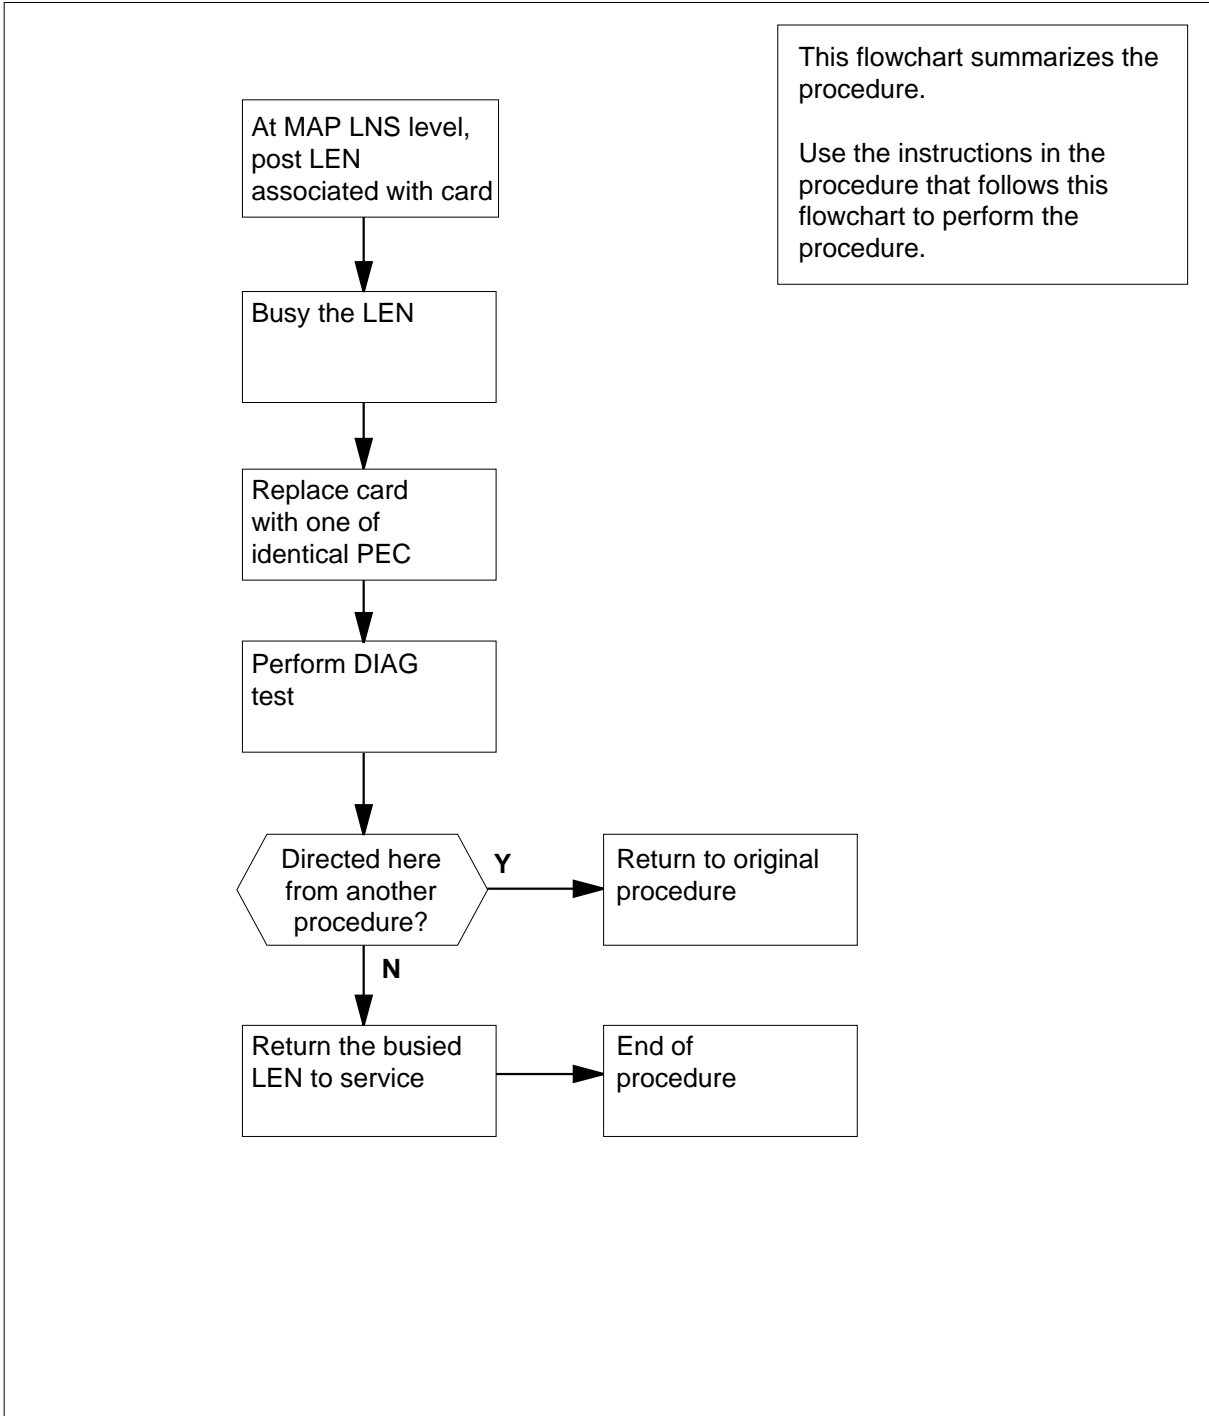 This flowchart summarizes the
procedure.
Use the instructions in the
procedure that follows this
flowchart to perform the
procedure.
At MAP LNS level,
post LEN
associated with card
Busy the LEN
Replace card
with one of
identical PEC
Perform DIAG
test
Directed here
from another
procedure?
Y
Return to original
procedure
N
Return the busied
LEN to service
End of
procedure